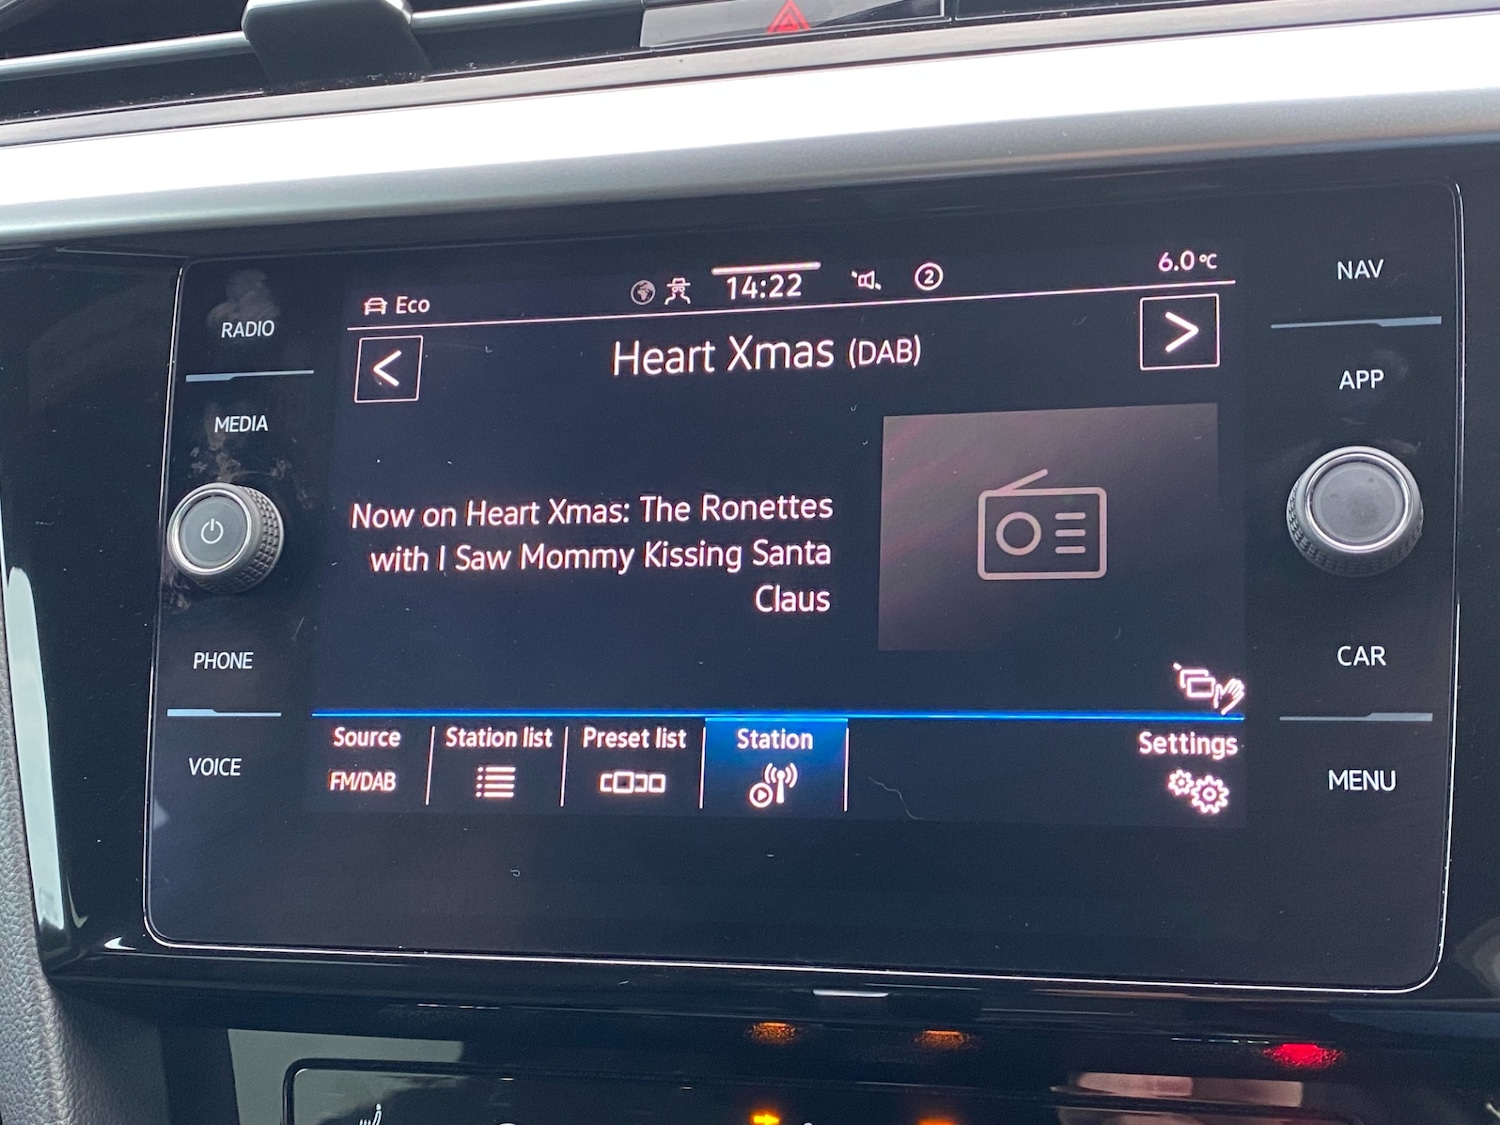 Eco
14:22
2
6.0°C
<
Heart Xmas (DAB)
>
Now on Heart Xmas: The Ronettes
with I Saw Mommy Kissing Santa
Claus
Source
FM/DAB
Station list
Preset list
Station
Settings
RADIO
MEDIA
PHONE
VOICE
NAV
APP
CAR
MENU